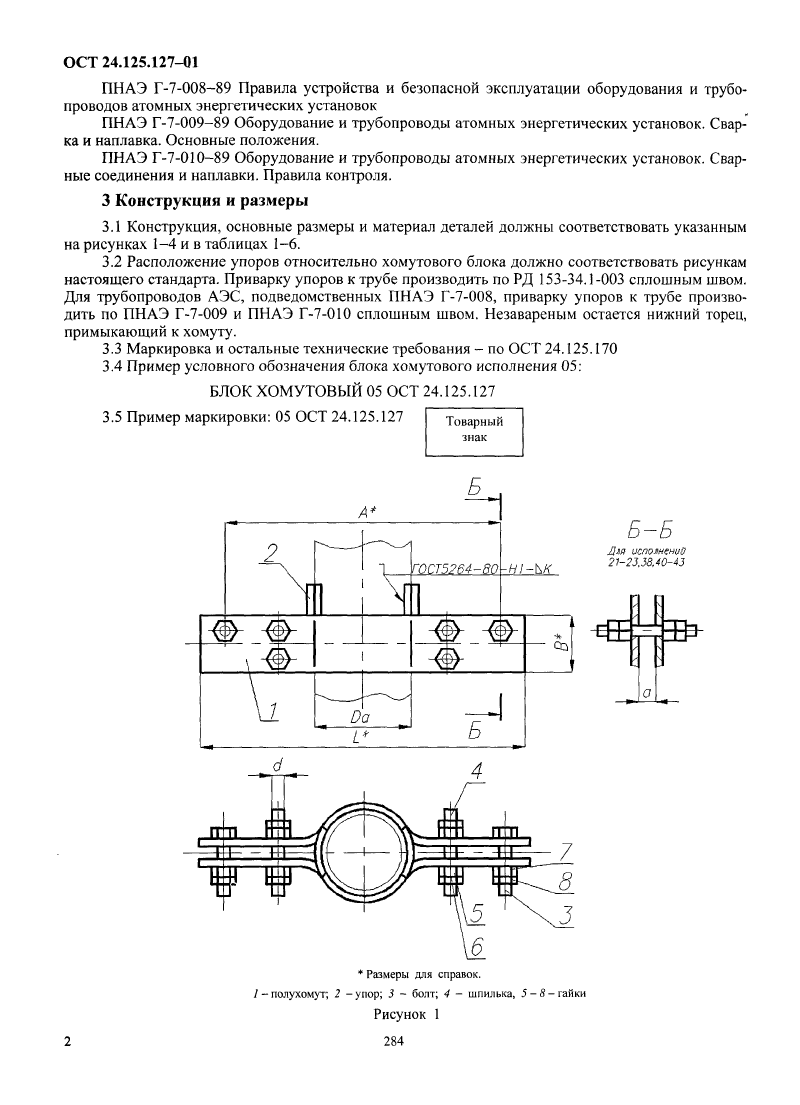 ОСТ 24.125.127–01
ПНАЭ Г-7-008–89 Правила устройства и безопасной эксплуатации оборудования и трубо-
проводов атомных энергетических установок
ПНАЭ Г-7-009–89 Оборудование и трубопроводы атомных энергетических установок. Свар-
ка и наплавка. Основные положения.
ПНАЭ Г-7-010–89 Оборудование и трубопроводы атомных энергетических установок. Свар-
ные соединения и наплавки. Правила контроля.
3 Конструкция и размеры
3.1 Конструкция, основные размеры и материал деталей должны соответствовать указанным
на рисунках 1–4 и в таблицах 1–6.
3.2 Расположение упоров относительно хомутового блока должно соответствовать рисункам
настоящего стандарта. Приварку упоров к трубе производить по РД 153-34.1-003 сплошным швом.
Для трубопроводов АЭС, подведомственных ПНАЭ Г-7-008, приварку упоров к трубе произво-
дить по ПНАЭ Г-7-009 и ПНАЭ Г-7-010 сплошным швом. Незавареным остается нижний торец,
примыкающий к хомуту.
3.3 Маркировка и остальные технические требования – по ОСТ 24.125.170
3.4 Пример условного обозначения блока хомутового исполнения 05:
БЛОК ХОМУТОВЫЙ 05 ОСТ 24.125.127
3.5 Пример маркировки: 05 ОСТ 24.125.127
Товарный
знак
Б
А*
Б–Б
Для исполнений
21-23,38,40-43
2
ГОСТ5264-80-Н1-⊾К
В*
а
1
Da
Б
L*
d
4
7
8
5
3
6
* Размеры для справок.
1 – полухомут; 2 – упор; 3 – болт; 4 – шпилька, 5 – 8 – гайки
Рисунок 1
2
284